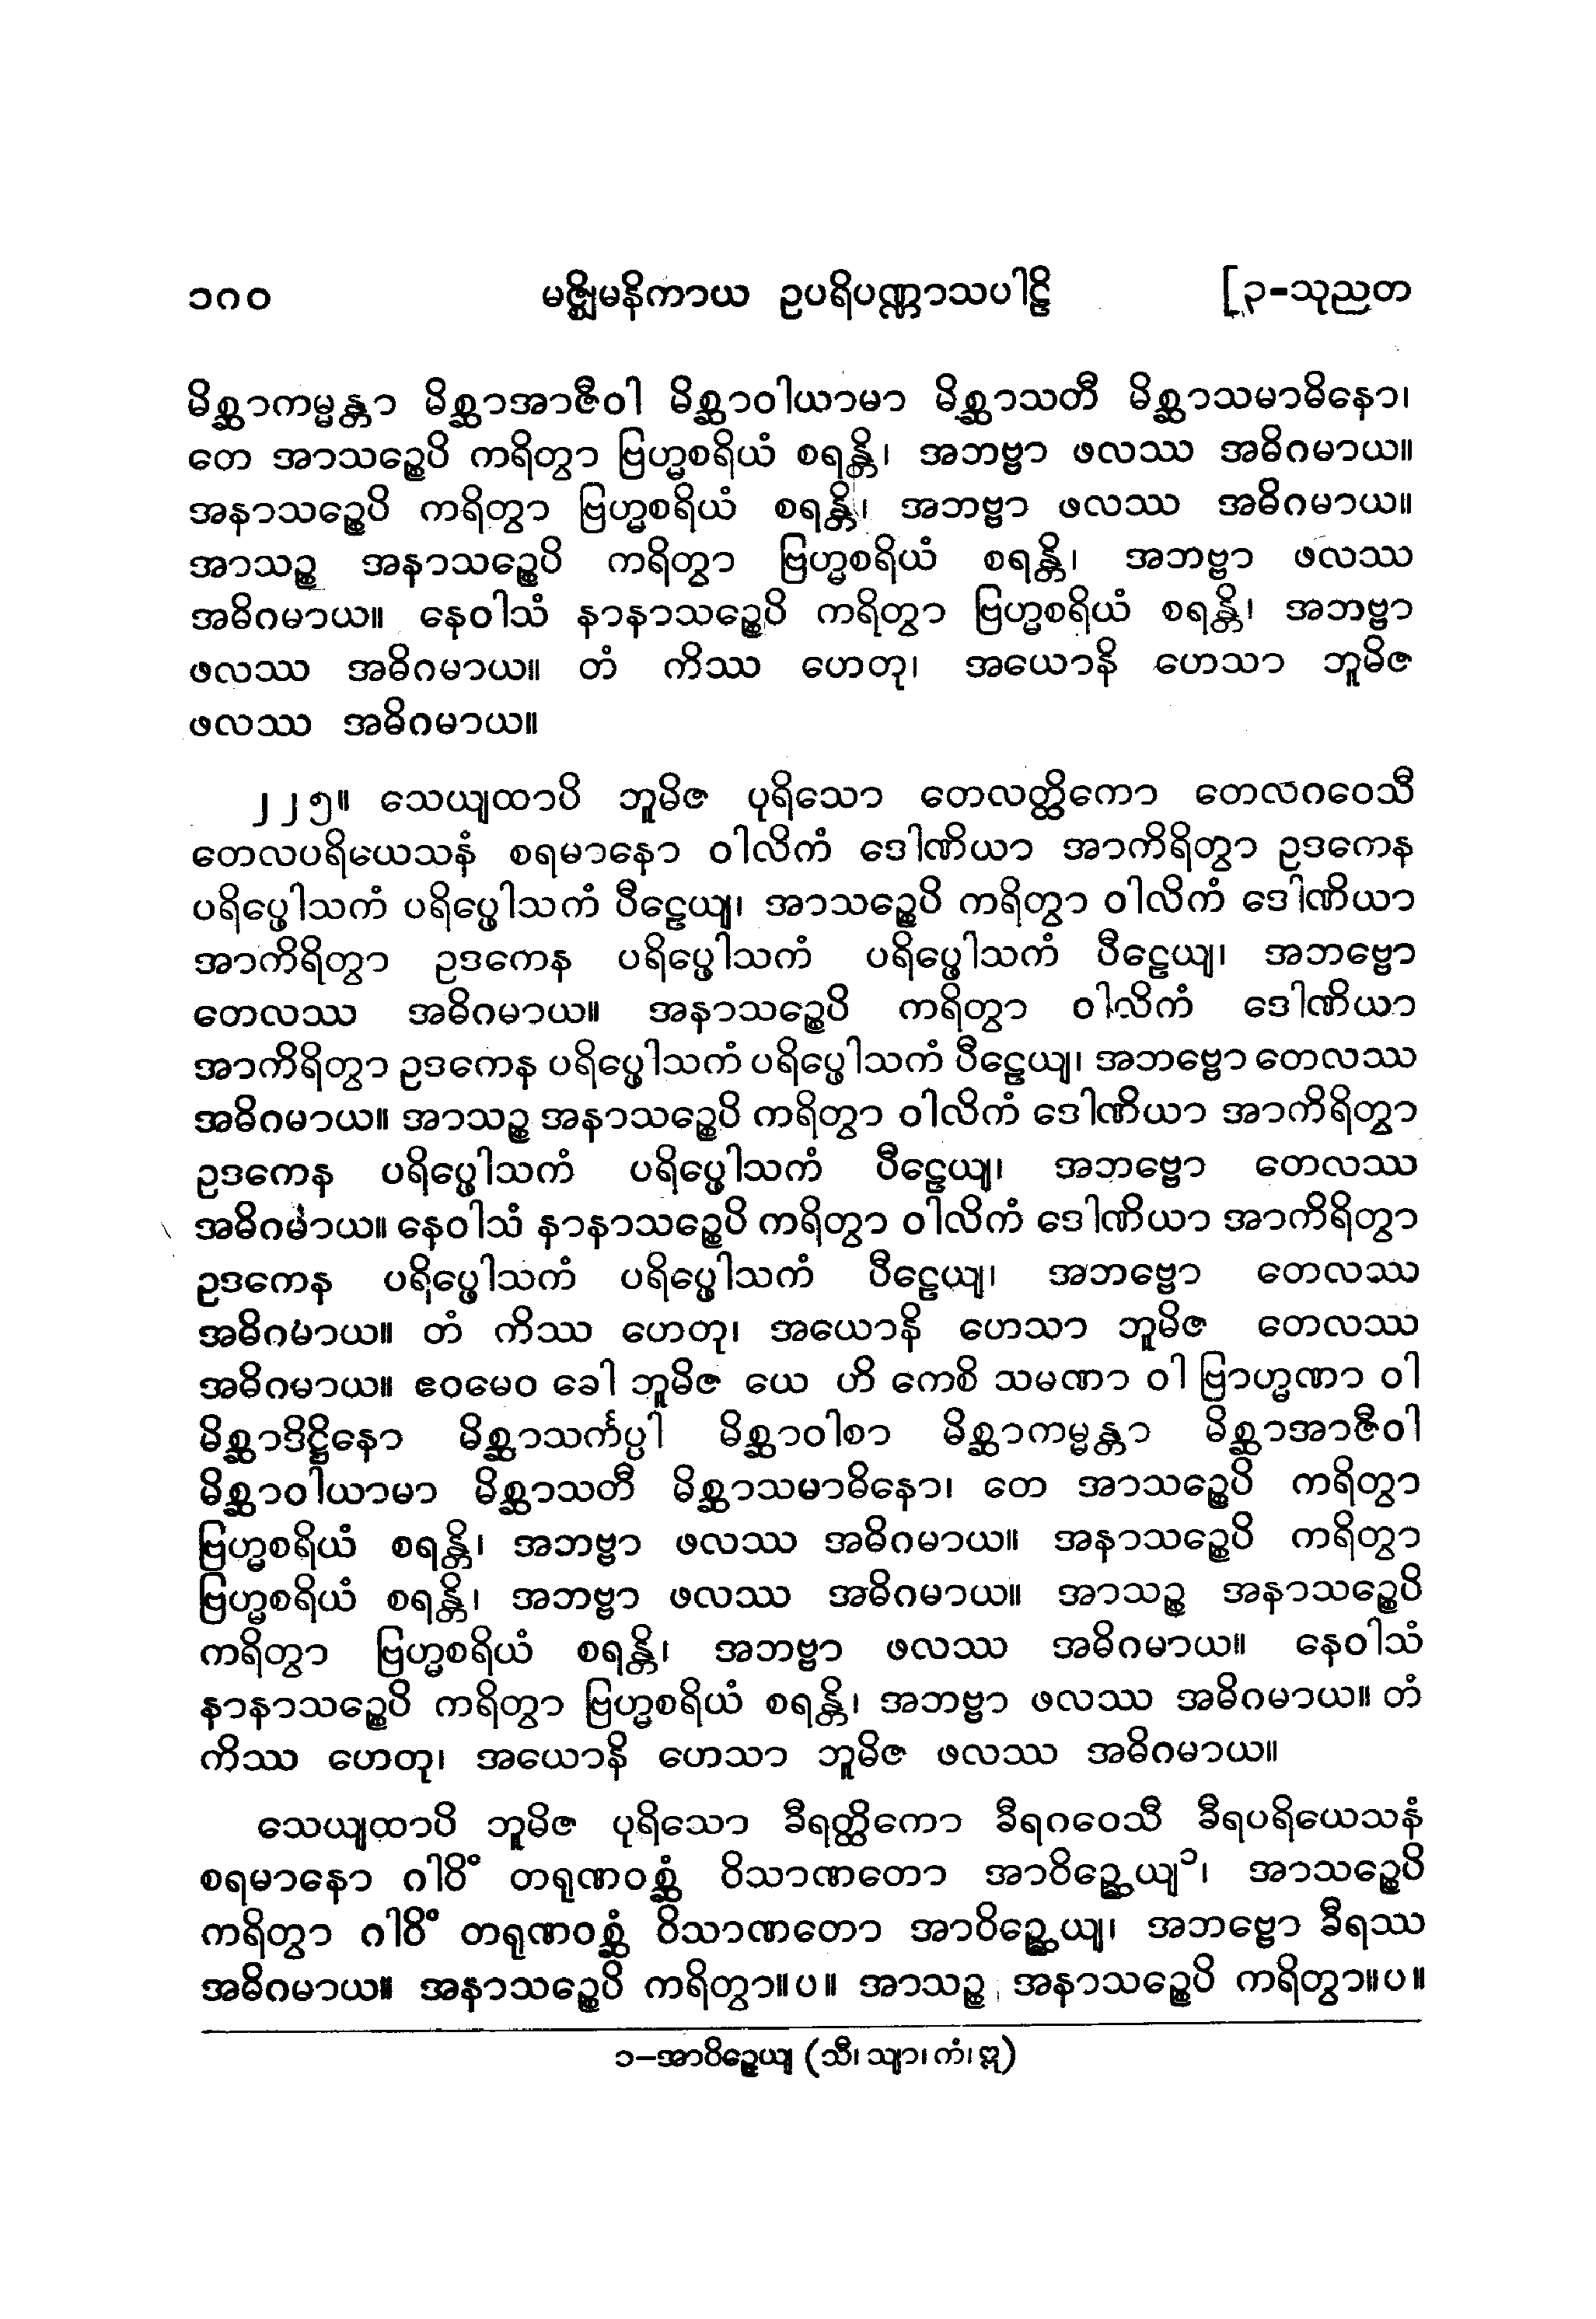 ၁၈၀ မဇ္ဈိမနိကာယ ဥပရိပဏ္ဏာသပါဠိ [၃-သုညတ
မိစ္ဆာကမ္မန္တာ မိစ္ဆာအာဇီဝါ မိစ္ဆာဝါယာမာ မိစ္ဆာသတီ မိစ္ဆာသမာဓိနော၊
တေ အာသဉ္စေပိ ကရိတွာ ဗြဟ္မစရိယံ စရန္တိ၊ အဘဗ္ဗာ ဖလဿ အဓိဂမာယ။
အနာသဉ္စေပိ ကရိတွာ ဗြဟ္မစရိယံ စရန္တိ၊ အဘဗ္ဗာ ဖလဿ အဓိဂမာယ။
အာသဉ္စ အနာသဉ္စေပိ ကရိတွာ ဗြဟ္မစရိယံ စရန္တိ၊ အဘဗ္ဗာ ဖလဿ
အဓိဂမာယ။ နေဝါသံ နာနာသဉ္စေပိ ကရိတွာ ဗြဟ္မစရိယံ စရန္တိ၊ အဘဗ္ဗာ
ဖလဿ အဓိဂမာယ။ တံ ကိဿ ဟေတု၊ အယောနိ ဟေသာ ဘူမိဇ
ဖလဿ အဓိဂမာယ။
၂၂၅။ သေယျထာပိ ဘူမိဇ ပုရိသော တေလတ္ထိကော တေလဂဝေသီ
တေလပရိယေသနံ စရမာနော ဝါလိကံ ဒေါဏိယာ အာကိရိတွာ ဥဒကေန
ပရိပ္ဖေါသကံ ပရိပ္ဖေါသကံ ပီဠေယျ၊ အာသဉ္စေပိ ကရိတွာ ဝါလိကံ ဒေါဏိယာ
အာကိရိတွာ ဥဒကေန ပရိပ္ဖေါသကံ ပရိပ္ဖေါသကံ ပီဠေယျ၊ အဘဗ္ဗော
တေလဿ အဓိဂမာယ။ အနာသဉ္စေပိ ကရိတွာ ဝါလိကံ ဒေါဏိယာ
အာကိရိတွာ ဥဒကေန ပရိပ္ဖေါသကံ ပရိပ္ဖေါသကံ ပီဠေယျ၊ အဘဗ္ဗော တေလဿ
အဓိဂမာယ။ အာသဉ္စ အနာသဉ္စေပိ ကရိတွာ ဝါလိကံ ဒေါဏိယာ အာကိရိတွာ
ဥဒကေန ပရိပ္ဖေါသကံ ပရိပ္ဖေါသကံ ပီဠေယျ၊ အဘဗ္ဗော တေလဿ
အဓိဂမာယ။ နေဝါသံ နာနာသဉ္စေပိ ကရိတွာ ဝါလိကံ ဒေါဏိယာ အာကိရိတွာ
ဥဒကေန ပရိပ္ဖေါသကံ ပရိပ္ဖေါသကံ ပီဠေယျ၊ အဘဗ္ဗော တေလဿ
အဓိဂမာယ။ တံ ကိဿ ဟေတု၊ အယောနိ ဟေသာ ဘူမိဇ တေလဿ
အဓိဂမာယ။ ဧဝမေဝ ခေါ ဘူမိဇ ယေ ဟိ ကေစိ သမဏာ ဝါ ဗြာဟ္မဏာ ဝါ
မိစ္ဆာဒိဋ္ဌိနော မိစ္ဆာသင်္ကပ္ပါ မိစ္ဆာဝါစာ မိစ္ဆာကမ္မန္တာ မိစ္ဆာအာဇီဝါ
မိစ္ဆာဝါယာမာ မိစ္ဆာသတီ မိစ္ဆာသမာဓိနော၊ တေ အာသဉ္စေပိ ကရိတွာ
ဗြဟ္မစရိယံ စရန္တိ၊ အဘဗ္ဗာ ဖလဿ အဓိဂမာယ။ အနာသဉ္စေပိ ကရိတွာ
ဗြဟ္မစရိယံ စရန္တိ၊ အဘဗ္ဗာ ဖလဿ အဓိဂမာယ။ အာသဉ္စ အနာသဉ္စေပိ
ကရိတွာ ဗြဟ္မစရိယံ စရန္တိ၊ အဘဗ္ဗာ ဖလဿ အဓိဂမာယ။ နေဝါသံ
နာနာသဉ္စေပိ ကရိတွာ ဗြဟ္မစရိယံ စရန္တိ၊ အဘဗ္ဗာ ဖလဿ အဓိဂမာယ။ တံ
ကိဿ ဟေတု၊ အယောနိ ဟေသာ ဘူမိဇ ဖလဿ အဓိဂမာယ။
သေယျထာပိ ဘူမိဇ ပုရိသော ခီရတ္ထိကော ခီရဂဝေသီ ခီရပရိယေသနံ
စရမာနော ဂါဝိံ တရုဏဝစ္ဆံ ဝိသာဏတော အာဝိဉ္ဆေယျ၁၊ အာသဉ္စေပိ
ကရိတွာ ဂါဝိံ တရုဏဝစ္ဆံ ဝိသာဏတော အာဝိဉ္ဆေယျ၊ အဘဗ္ဗော ခီရဿ
အဓိဂမာယ။ အနာသဉ္စေပိ ကရိတွာ။ပ။ အာသဉ္စ အနာသဉ္စေပိ ကရိတွာ။ပ။
၁–အာဝိဉ္ဇေယျ (သီ၊ သျာ၊ ကံ၊ ဣ)